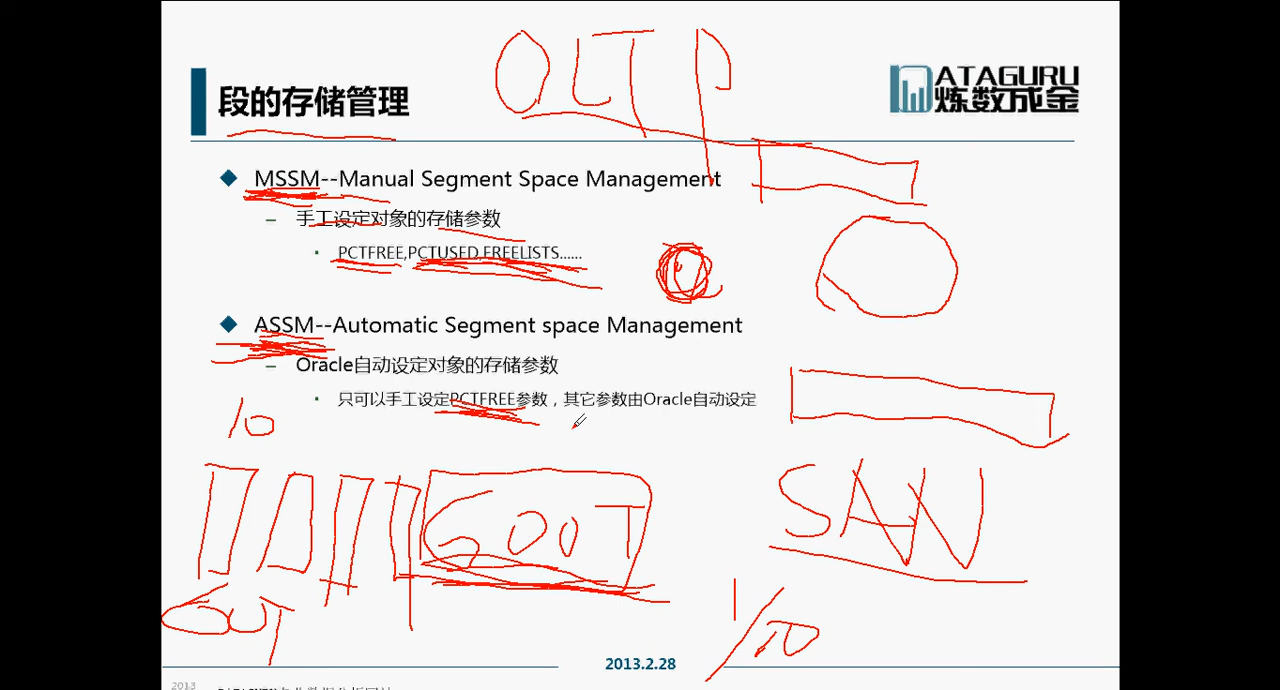 OLTP
ATAGURU
炼数成金
段的存储管理
MSSM--Manual Segment Space Management
手工设定对象的存储参数
PCTFREE,PCTUSED,FREELISTS......
ASSM--Automatic Segment space Management
Oracle自动设定对象的存储参数
只可以手工设定PCTFREE参数，其它参数由Oracle自动设定
10
SAN
2013.2.28
2013